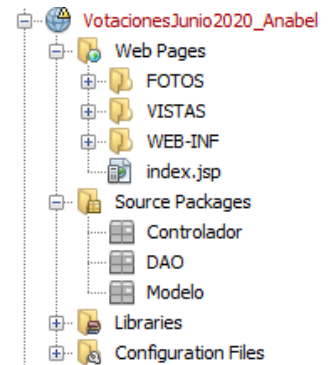 VotacionesJunio2020_Anabel
Web Pages
FOTOS
VISTAS
WEB-INF
index.jsp
Source Packages
Controlador
DAO
Modelo
Libraries
Configuration Files